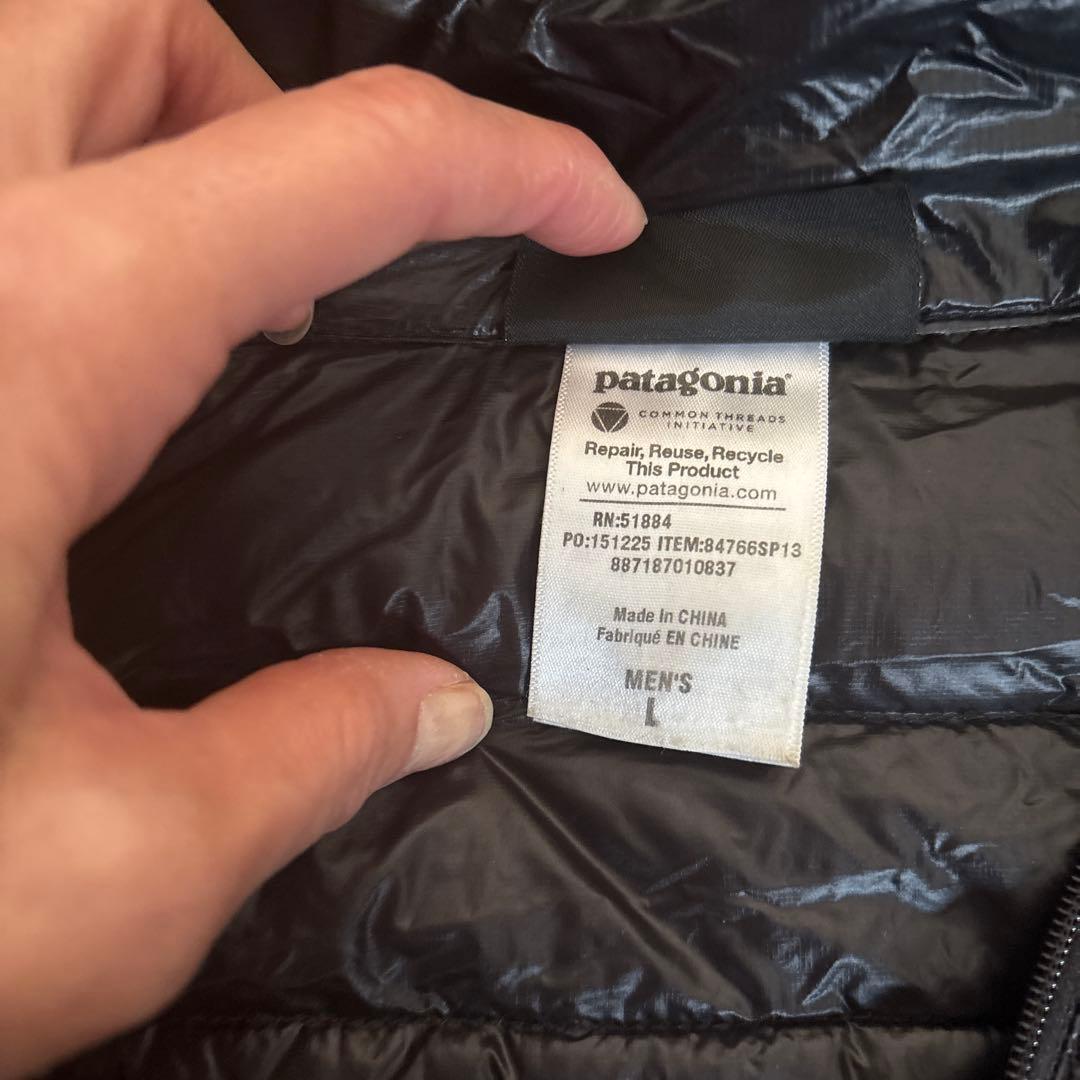 patagonia®
COMMON THREADS
INITIATIVE
Repair, Reuse, Recycle
This Product
www.patagonia.com
RN:51884
PO:151225 ITEM:84766SP13
887187010837
Made in CHINA
Fabriqué EN CHINE
MEN'S
L